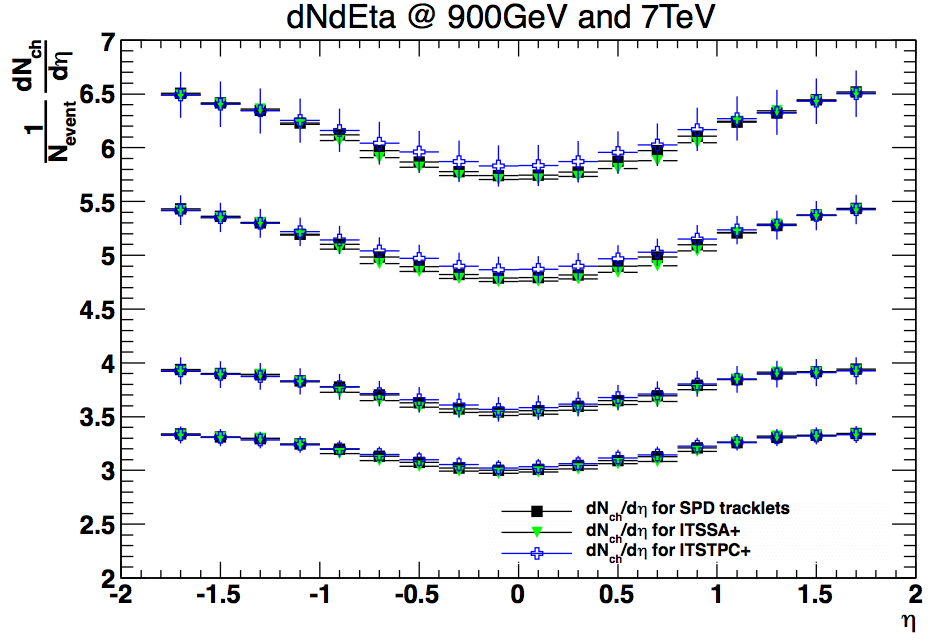 dNdEta @ 900GeV and 7TeV
1 dN_ch
N_event dη
7
6.5
6
5.5
5
4.5
4
3.5
3
2.5
2
dN_ch/dη for SPD tracklets
dN_ch/dη for ITSSA+
dN_ch/dη for ITSTPC+
-2 -1.5 -1 -0.5 0 0.5 1 1.5 2
η